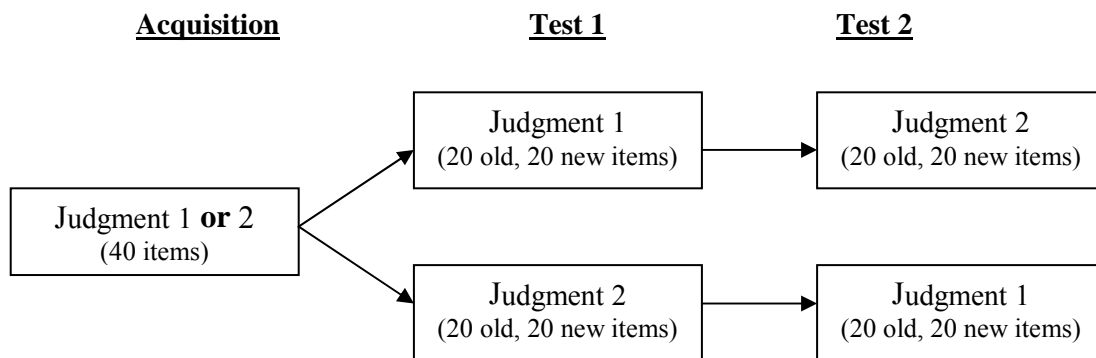 Acquisition Test 1 Test 2
Judgment 1 or 2
(40 items)
Judgment 1
(20 old, 20 new items)
Judgment 2
(20 old, 20 new items)
Judgment 2
(20 old, 20 new items)
Judgment 1
(20 old, 20 new items)